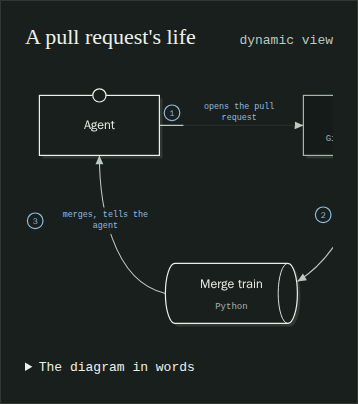 A pull request's life
dynamic view
1
opens the pull
request
Agent
3
merges, tells the
agent
2
Merge train
Python
The diagram in words